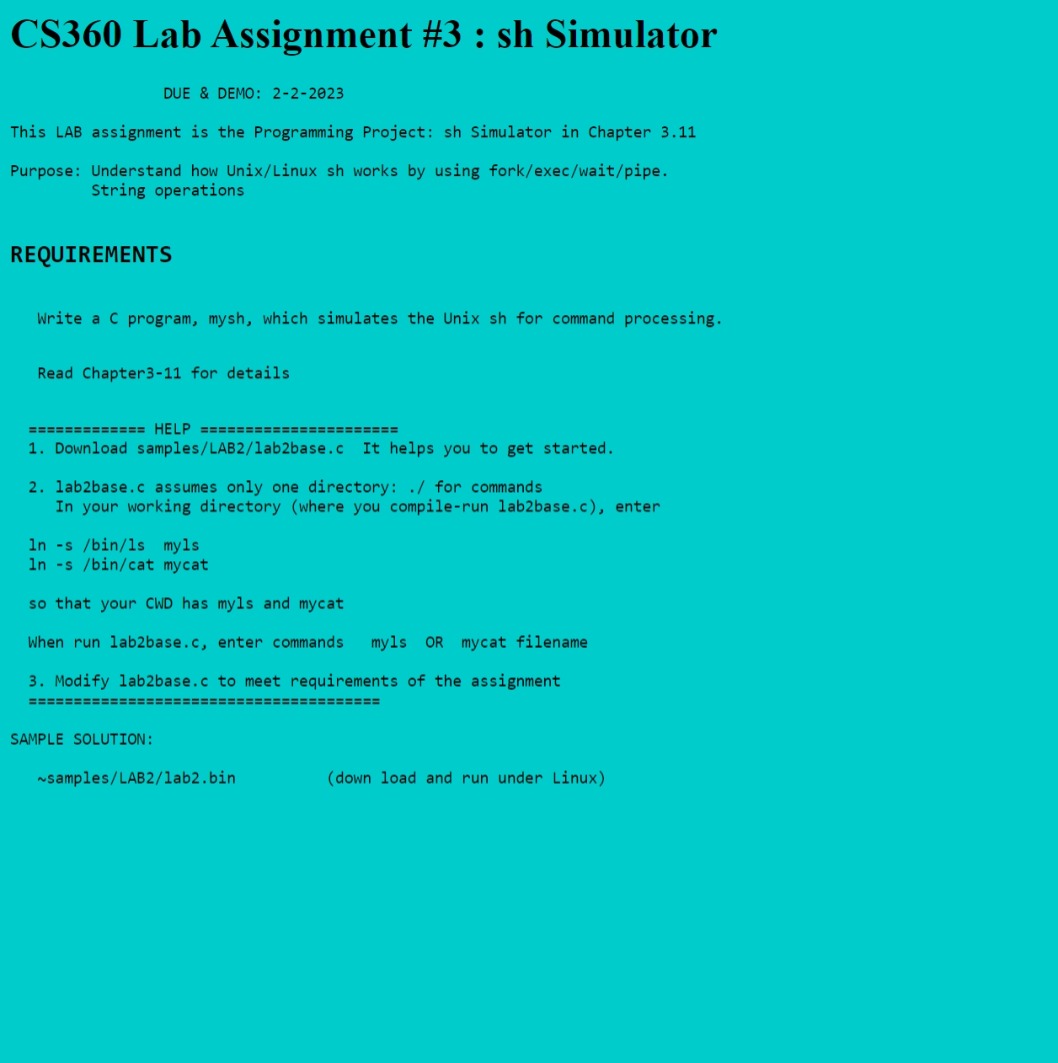 CS360 Lab Assignment #3 : sh Simulator
DUE & DEMO: 2-2-2023
This LAB assignment is the Programming Project: sh Simulator in Chapter 3.11
Purpose: Understand how Unix/Linux sh works by using fork/exec/wait/pipe.
String operations
REQUIREMENTS
Write a C program, mysh, which simulates the Unix sh for command processing.
Read Chapter3-11 for details
============= HELP ======================
1. Download samples/LAB2/lab2base.c  It helps you to get started.
2. lab2base.c assumes only one directory: ./ for commands
In your working directory (where you compile-run lab2base.c), enter
ln -s /bin/ls  myls
ln -s /bin/cat mycat
so that your CWD has myls and mycat
When run lab2base.c, enter commands   myls  OR  mycat filename
3. Modify lab2base.c to meet requirements of the assignment
=======================================
SAMPLE SOLUTION:
~samples/LAB2/lab2.bin          (down load and run under Linux)